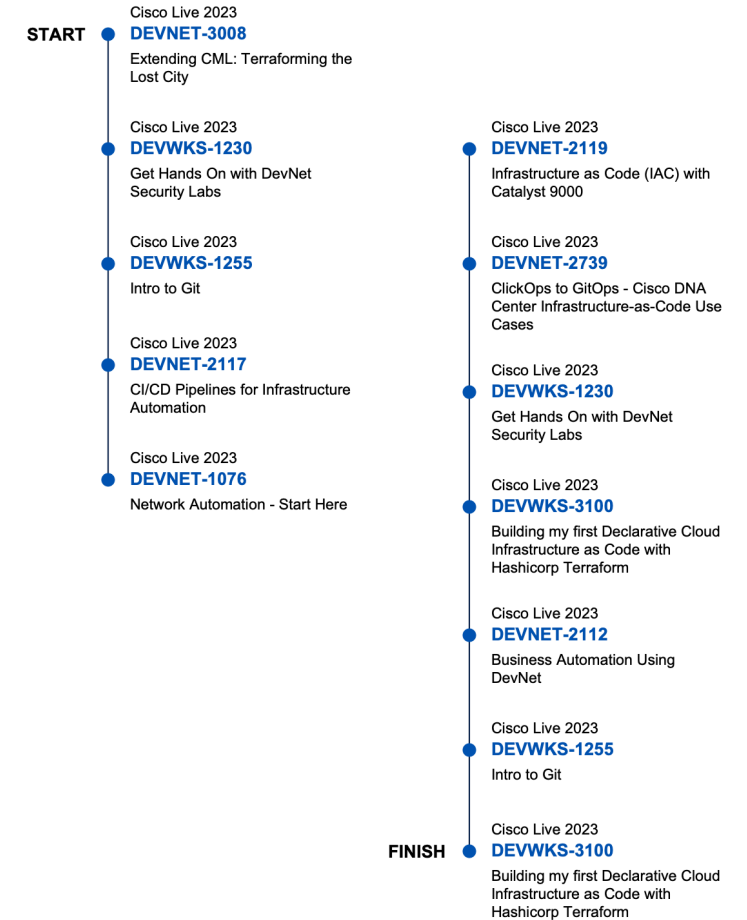 START
Cisco Live 2023
DEVNET-3008
Extending CML: Terraforming the
Lost City
Cisco Live 2023
DEVWKS-1230
Get Hands On with DevNet
Security Labs
Cisco Live 2023
DEVWKS-1255
Intro to Git
Cisco Live 2023
DEVNET-2117
CI/CD Pipelines for Infrastructure
Automation
Cisco Live 2023
DEVNET-1076
Network Automation - Start Here
Cisco Live 2023
DEVNET-2119
Infrastructure as Code (IAC) with
Catalyst 9000
Cisco Live 2023
DEVNET-2739
ClickOps to GitOps - Cisco DNA
Center Infrastructure-as-Code Use
Cases
Cisco Live 2023
DEVWKS-1230
Get Hands On with DevNet
Security Labs
Cisco Live 2023
DEVWKS-3100
Building my first Declarative Cloud
Infrastructure as Code with
Hashicorp Terraform
Cisco Live 2023
DEVNET-2112
Business Automation Using
DevNet
Cisco Live 2023
DEVWKS-1255
Intro to Git
FINISH
Cisco Live 2023
DEVWKS-3100
Building my first Declarative Cloud
Infrastructure as Code with
Hashicorp Terraform